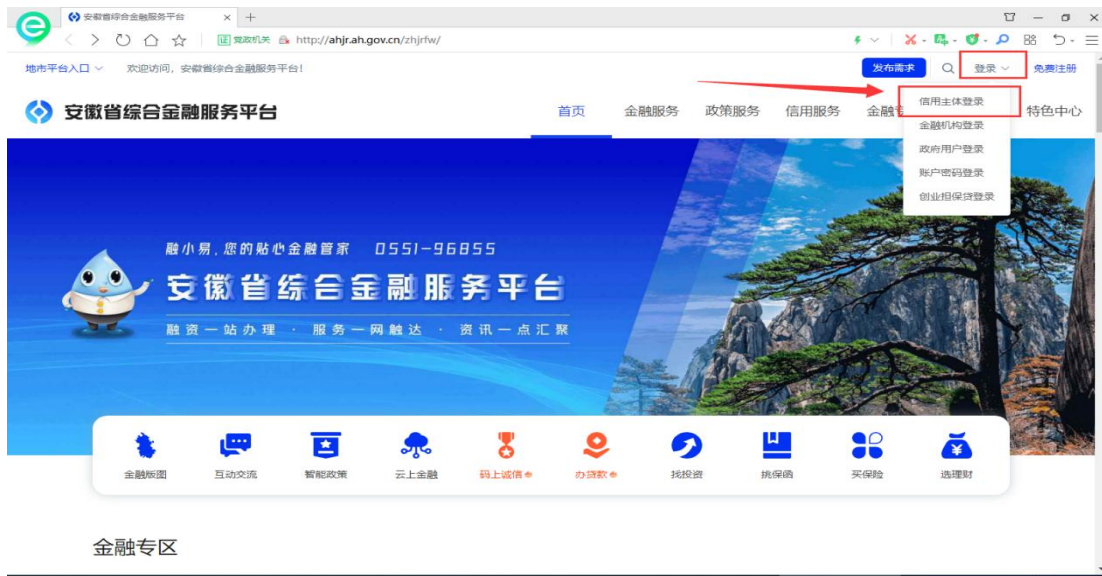 安徽省综合金融服务平台
证 党政机关 http://ahjr.ah.gov.cn/zhjrfw/
地市平台入口 欢迎访问，安徽省综合金融服务平台！ 发布需求 登录 免费注册
安徽省综合金融服务平台 首页 金融服务 政策服务 信用服务 特色中心
信用主体登录
金融机构登录
政府用户登录
账户密码登录
创业担保贷登录
融小易，您的贴心金融管家 0551-96855
安徽省综合金融服务平台
融资一站办理 · 服务一网触达 · 资讯一点汇聚
金融版图 互动交流 智能政策 云上金融 码上诚信 办贷款 找投资 挑保函 买保险 选理财
金融专区